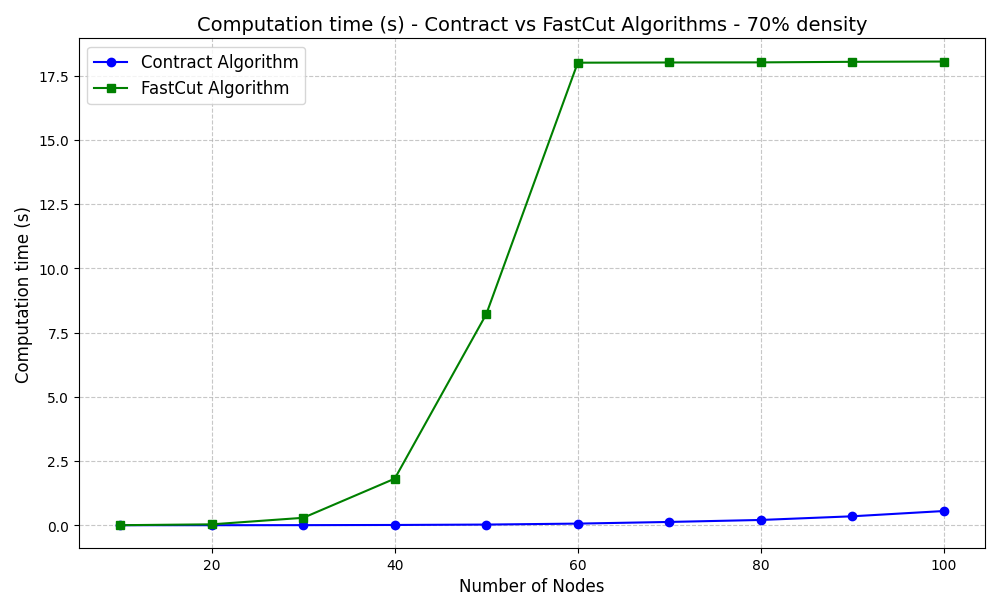 Computation time (s) - Contract vs FastCut Algorithms - 70% density
Contract Algorithm
FastCut Algorithm
Computation time (s)
17.5
15.0
12.5
10.0
7.5
5.0
2.5
0.0
20 40 60 80 100
Number of Nodes